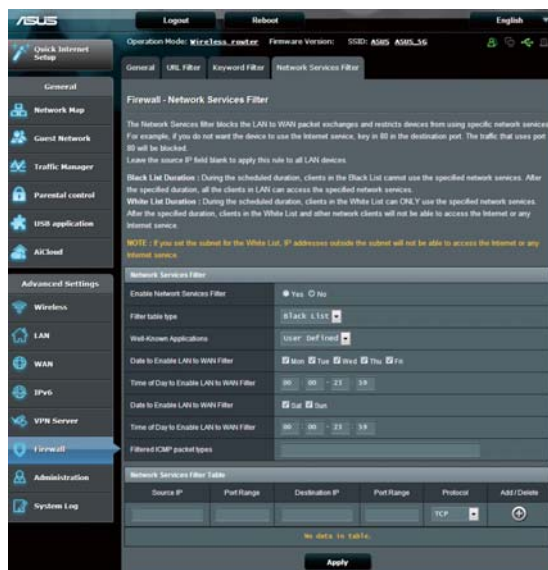 ASUS
Logout
Reboot
English
Operation Mode: Wireless router Firmware Version: SSID: ASUS ASUS_5G
Quick Internet Setup
General
Network Map
Guest Network
Traffic Manager
Parental control
USB application
AiCloud
Advanced Settings
Wireless
LAN
WAN
IPv6
VPN Server
Firewall
Administration
System Log
General
URL Filter
Keyword Filter
Network Services Filter
Firewall - Network Services Filter
The Network Services filter blocks the LAN to WAN packet exchanges and restricts devices from using specific network services.
For example, if you do not want the device to use the Internet service, key in 80 in the destination port. The traffic that uses port
80 will be blocked.
Leave the source IP field blank to apply this rule to all LAN devices.
Black List Duration : During the scheduled duration, clients in the Black List cannot use the specified network services. After
the specified duration, all the clients in LAN can access the specified network services.
White List Duration : During the scheduled duration, clients in the White List can ONLY use the specified network services.
After the specified duration, clients in the White List and other network clients will not be able to access the Internet or any
Internet service.
NOTE : If you set the subnet for the White List, IP addresses outside the subnet will not be able to access the Internet or any
Internet service.
Network Services Filter
Enable Network Services Filter Yes No
Filter table type Black List
Well-Known Applications User Defined
Date to Enable LAN to WAN Filter Mon Tue Wed Thu Fri
Time of Day to Enable LAN to WAN Filter 00 : 00 - 23 : 59
Date to Enable LAN to WAN Filter Sat Sun
Time of Day to Enable LAN to WAN Filter 00 : 00 - 23 : 59
Filtered ICMP packet types
Network Services Filter Table
Source IP Port Range Destination IP Port Range Protocol Add / Delete
TCP
No data in table.
Apply